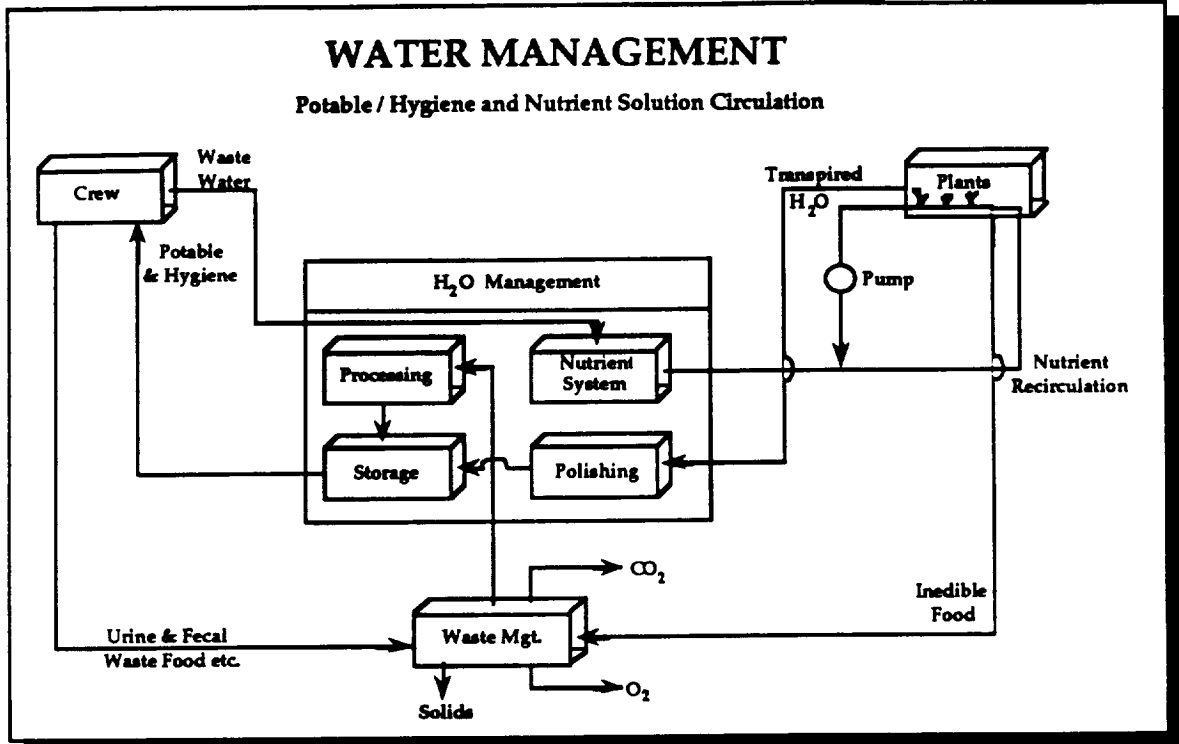 WATER MANAGEMENT
Potable / Hygiene and Nutrient Solution Circulation
Crew
Waste
Water
Transpired
H₂O
Plants
Potable
& Hygiene
H₂O Management
Pump
Processing
Nutrient
System
Nutrient
Recirculation
Storage
Polishing
CO₂
Inedible
Food
Urine & Fecal
Waste Food etc.
Waste Mgt.
Solids
O₂